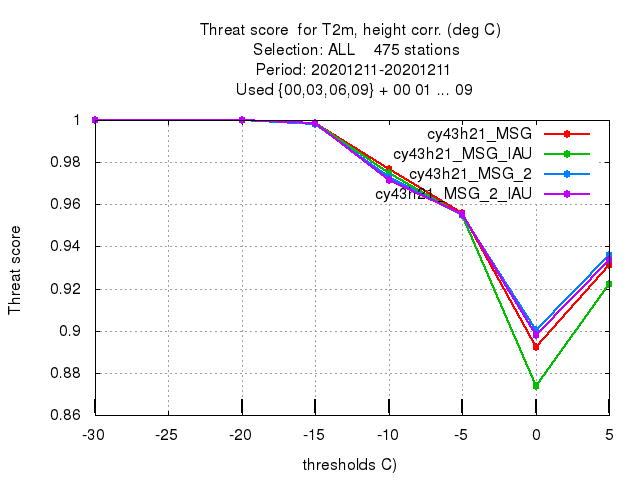 Threat score  for T2m, height corr. (deg C)
Selection: ALL    475 stations
Period: 20201211-20201211
Used {00,03,06,09} + 00 01 ... 09
1
0.98
0.96
0.94
0.92
0.9
0.88
0.86
Threat score
cy43h21_MSG
cy43h21_MSG_IAU
cy43h21_MSG_2
cy43h21_MSG_2_IAU
-30 -25 -20 -15 -10 -5 0 5
thresholds C)